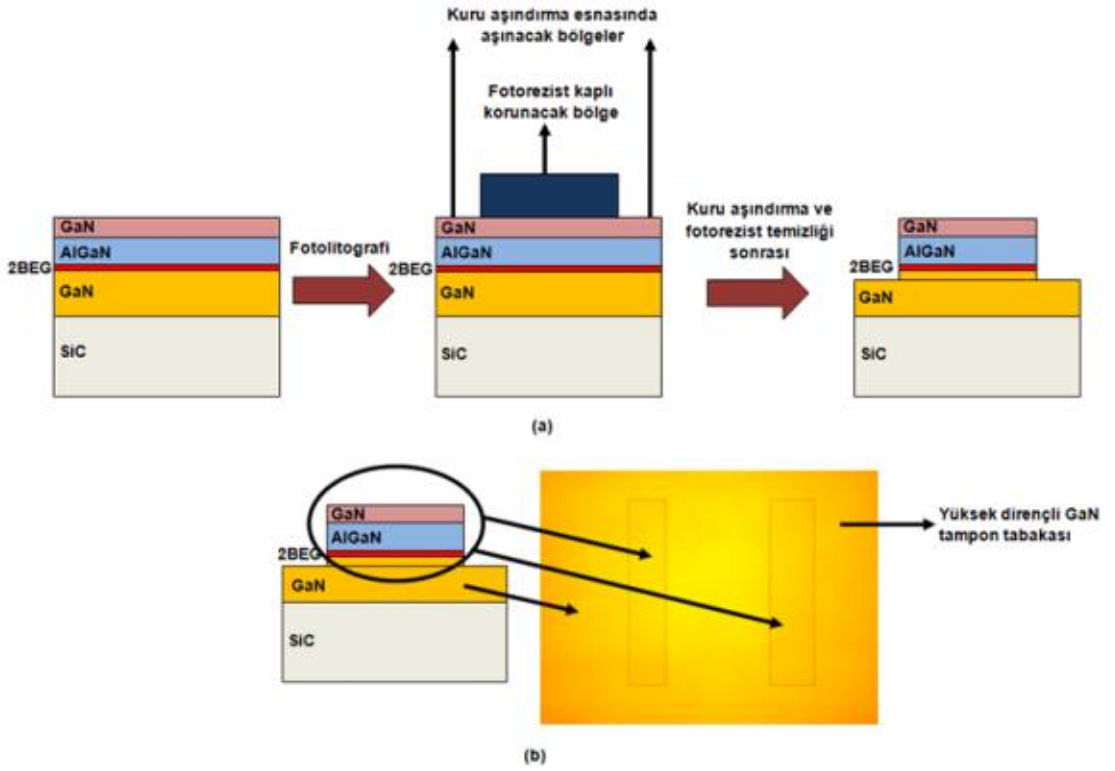 Kuru aşındırma esnasında
aşınacak bölgeler
Fotorezist kaplı
korunacak bölge
GaN
AlGaN
2BEG
GaN
SiC
Fotolitografi
GaN
AlGaN
2BEG
GaN
SiC
Kuru aşındırma ve
fotorezist temizliği
sonrası
GaN
AlGaN
2BEG
GaN
SiC
(a)
GaN
AlGaN
2BEG
GaN
SiC
Yüksek dirençli GaN
tampon tabakası
(b)